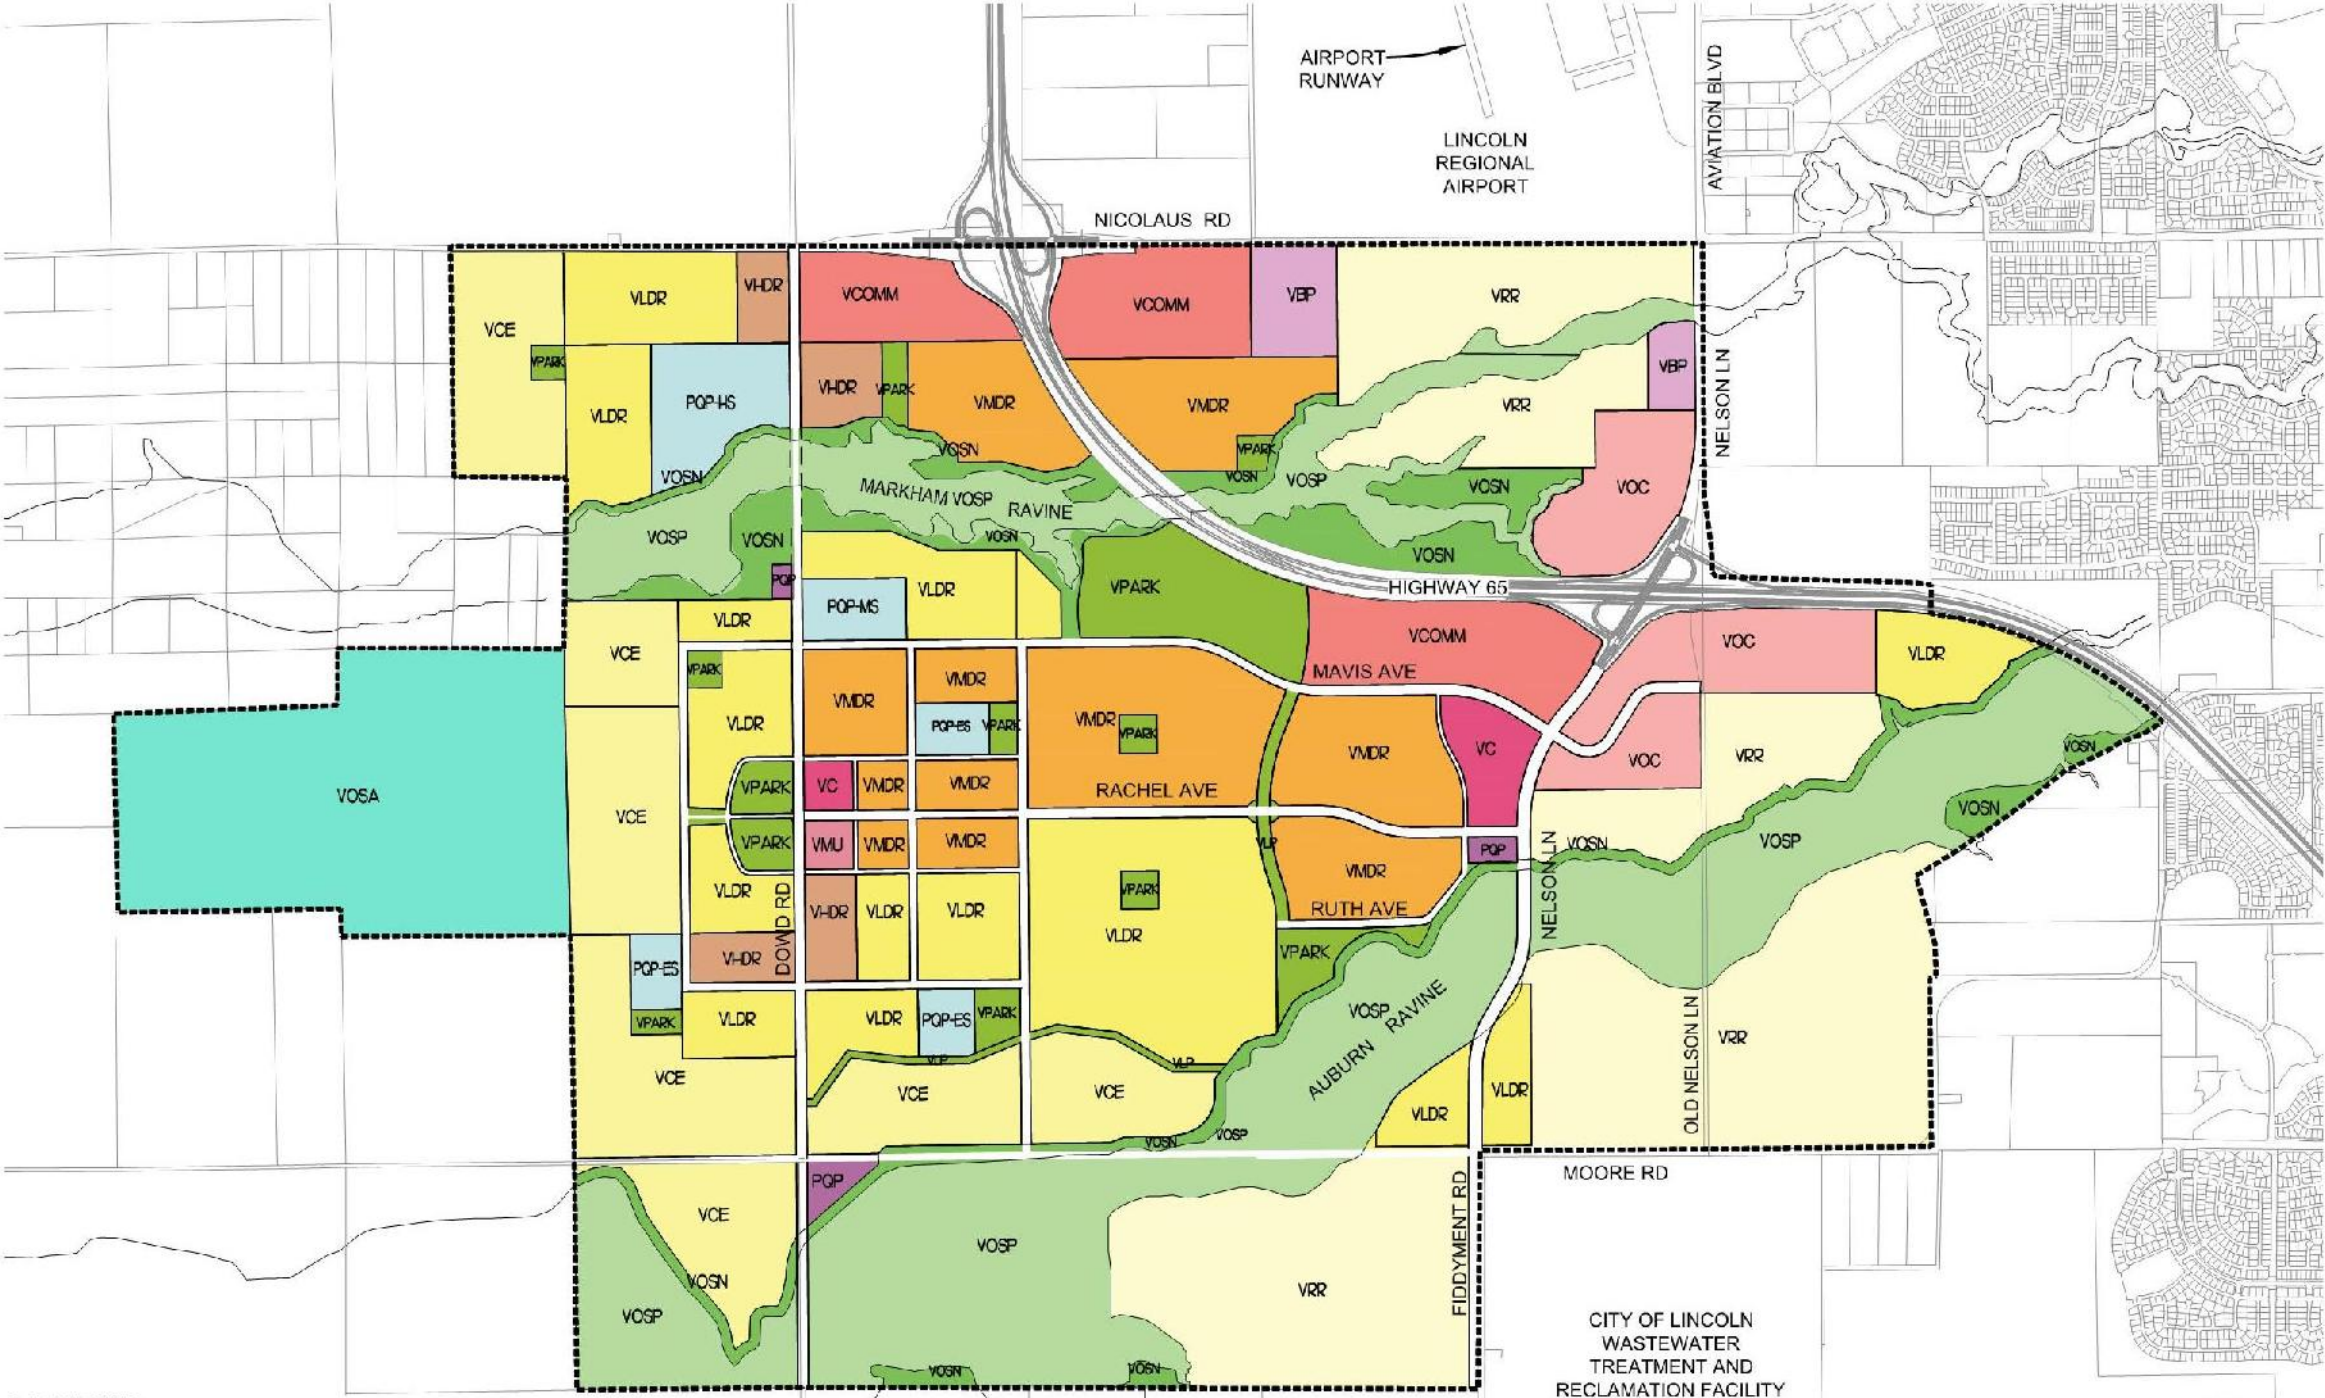 AIRPORT
RUNWAY
AVIATION BLVD
LINCOLN
REGIONAL
AIRPORT
NICOLAUS RD
VCE
VLDR
VHDR
VCOMM
VCOMM
VBP
VRR
VPARK
VLDR
PQP-HS
VHDR
VPARK
VMDR
VMDR
VRR
VBP
NELSON LN
VOSN
VOSN
VPARK
VOSN
VOSP
VOSN
VOC
MARKHAM VOSP RAVINE
VOSP
VOSN
VOSN
VOSN
PQP
PQP-MS
VLDR
VPARK
HIGHWAY 65
VLDR
VCE
VCOMM
VOC
VLDR
VPARK
VMDR
VMDR
MAVIS AVE
VLDR
PQP-ES
VPARK
VMDR
VPARK
VMDR
VC
VOC
VRR
VOSN
VOSA
VCE
VPARK
VC
VMDR
VMDR
RACHEL AVE
VOSN
VPARK
VMU
VMDR
VMDR
VLP
PQP
VOSN
VOSP
VMDR
NELSON LN
VLDR
DOWD RD
VHDR
VLDR
VLDR
VPARK
RUTH AVE
VLDR
VHDR
PQP-ES
VPARK
VPARK
VLDR
VLDR
PQP-ES
VPARK
VOSP
AUBURN RAVINE
OLD NELSON LN
VRR
VLP
VLP
VCE
VCE
VCE
VLDR
VLDR
VOSN
VOSP
MOORE RD
PQP
VCE
VOSP
FIDDYMENT RD
VOSN
VRR
VOSP
CITY OF LINCOLN
WASTEWATER
TREATMENT AND
RECLAMATION FACILITY
VOSN
VOSN